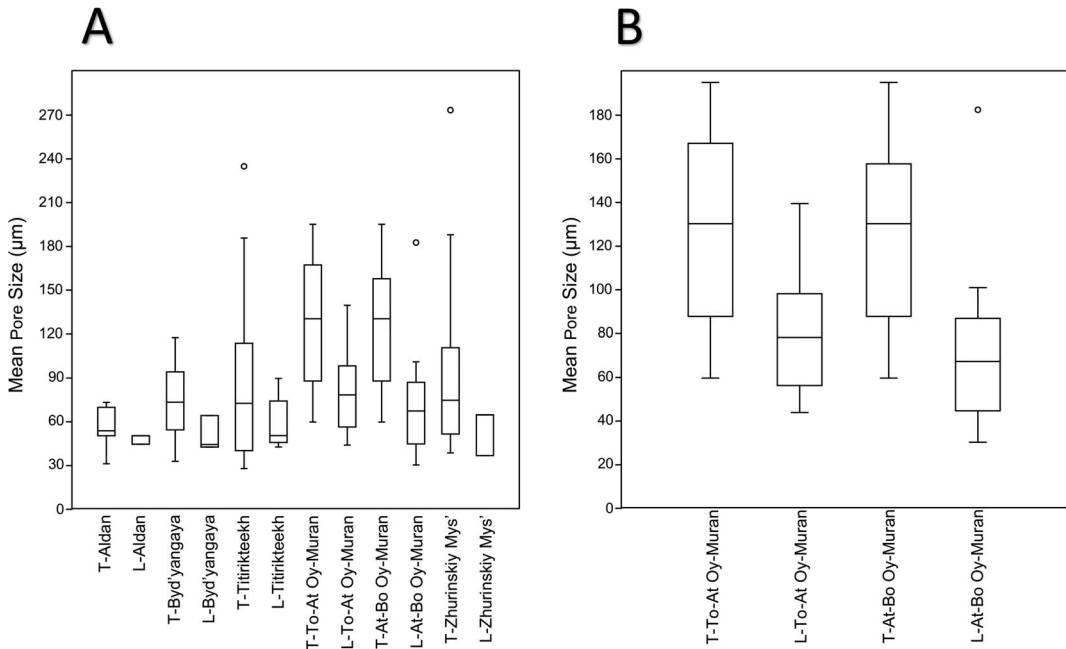 A
Mean Pore Size (µm)
270
240
210
180
150
120
90
60
30
0
T-Aldan
L-Aldan
T-Byd'yangaya
L-Byd'yangaya
T-Titirikteekh
L-Titirikteekh
T-To-At Oy-Muran
L-To-At Oy-Muran
T-At-Bo Oy-Muran
L-At-Bo Oy-Muran
T-Zhurinskiy Mys'
L-Zhurinskiy Mys'
B
Mean Pore Size (µm)
180
160
140
120
100
80
60
40
20
0
T-To-At Oy-Muran
L-To-At Oy-Muran
T-At-Bo Oy-Muran
L-At-Bo Oy-Muran